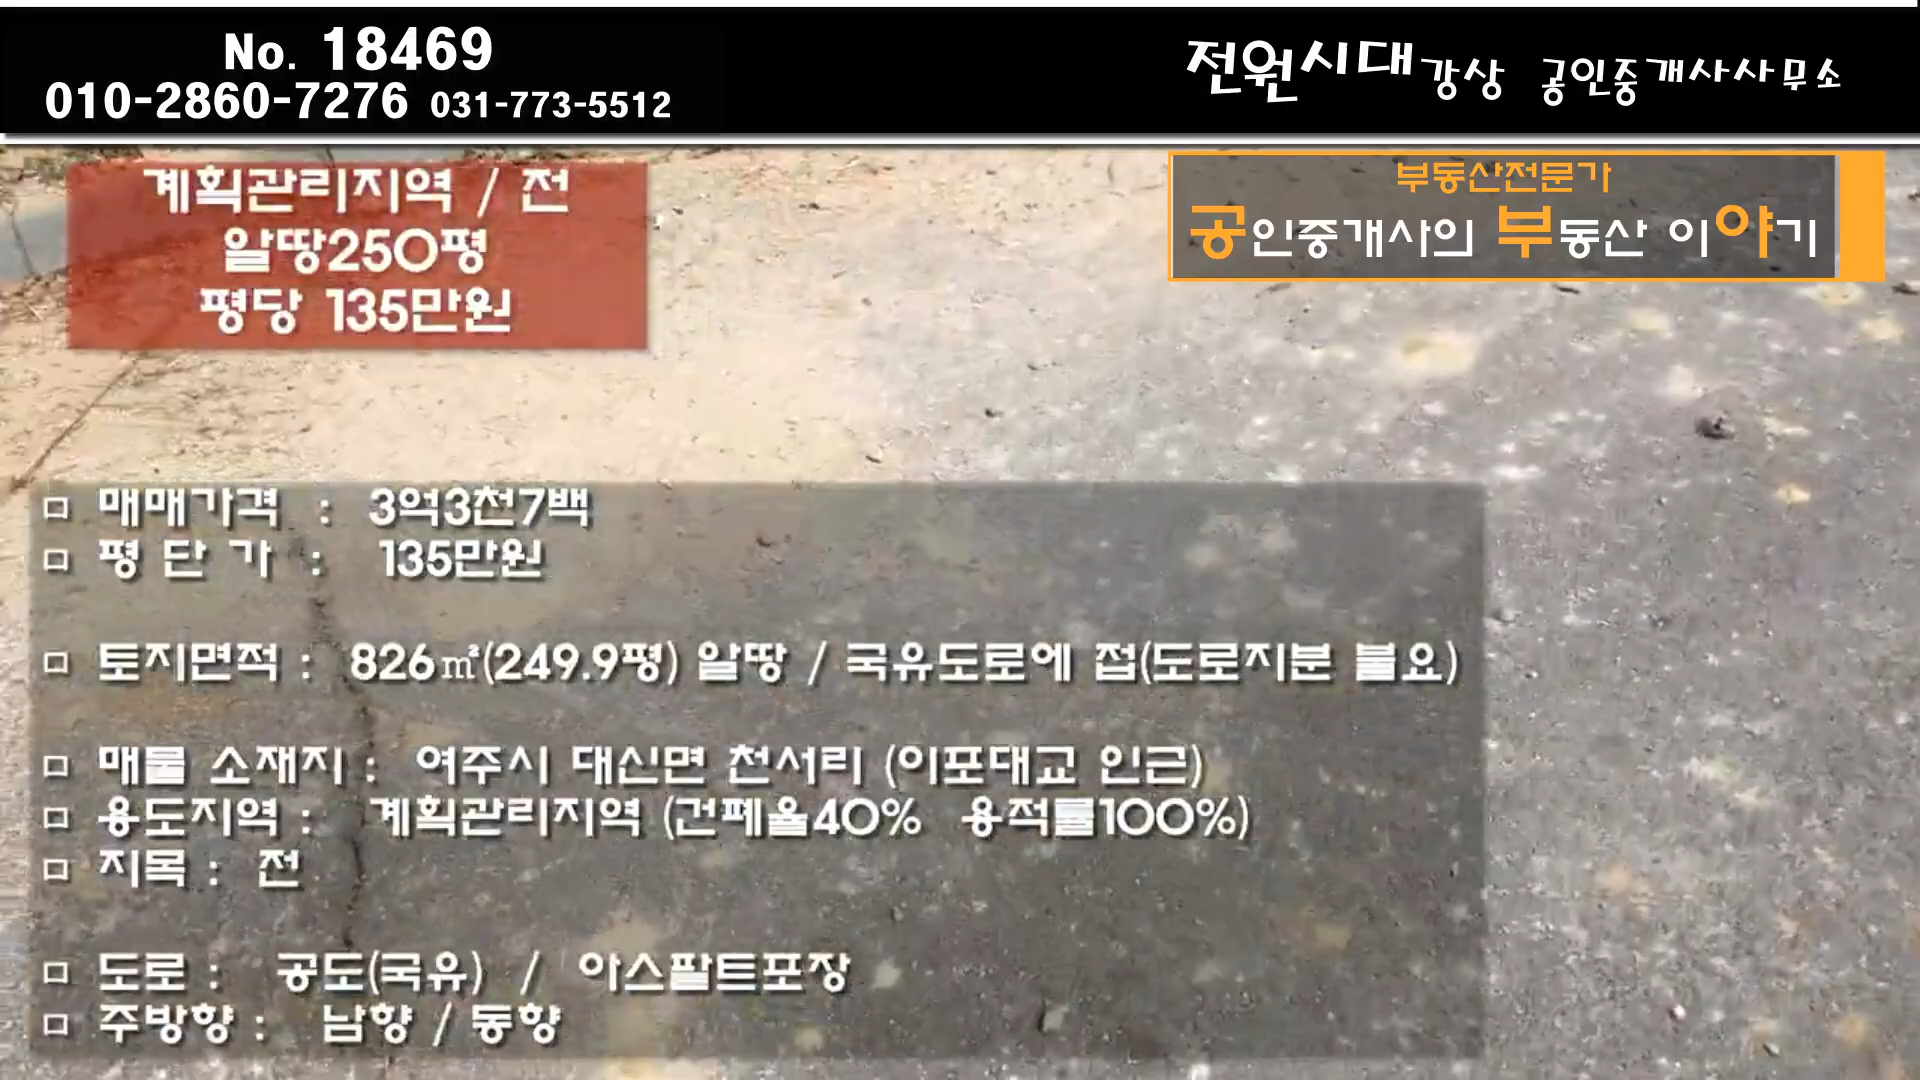 No. 18469
010-2860-7276 031-773-5512
전원시대강상 공인중개사사무소
계획관리지역 / 전
알땅250평
평당 135만원
부동산전문가
공인중개사의 부동산 이야기
□ 매매가격 : 3억3천7백
□ 평 단 가 : 135만원
□ 토지면적 : 826㎡(249.9평) 알땅 / 국유도로에 접(도로지분 불요)
□ 매물 소재지 : 여주시 대신면 천서리 (이포대교 인근)
□ 용도지역 : 계획관리지역 (건폐율40% 용적률100%)
□ 지목 : 전
□ 도로 : 공도(국유) / 아스팔트포장
□ 주방향 : 남향 / 동향